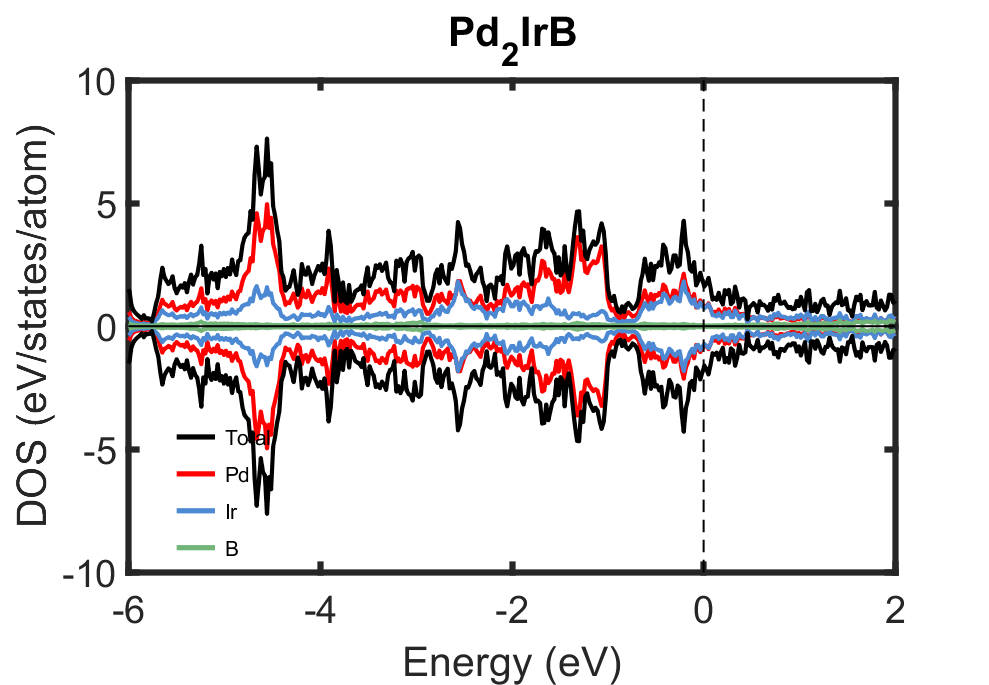 Pd2IrB
10
5
0
-5
-10
DOS (eV/states/atom)
Total
Pd
Ir
B
-6 -4 -2 0 2
Energy (eV)